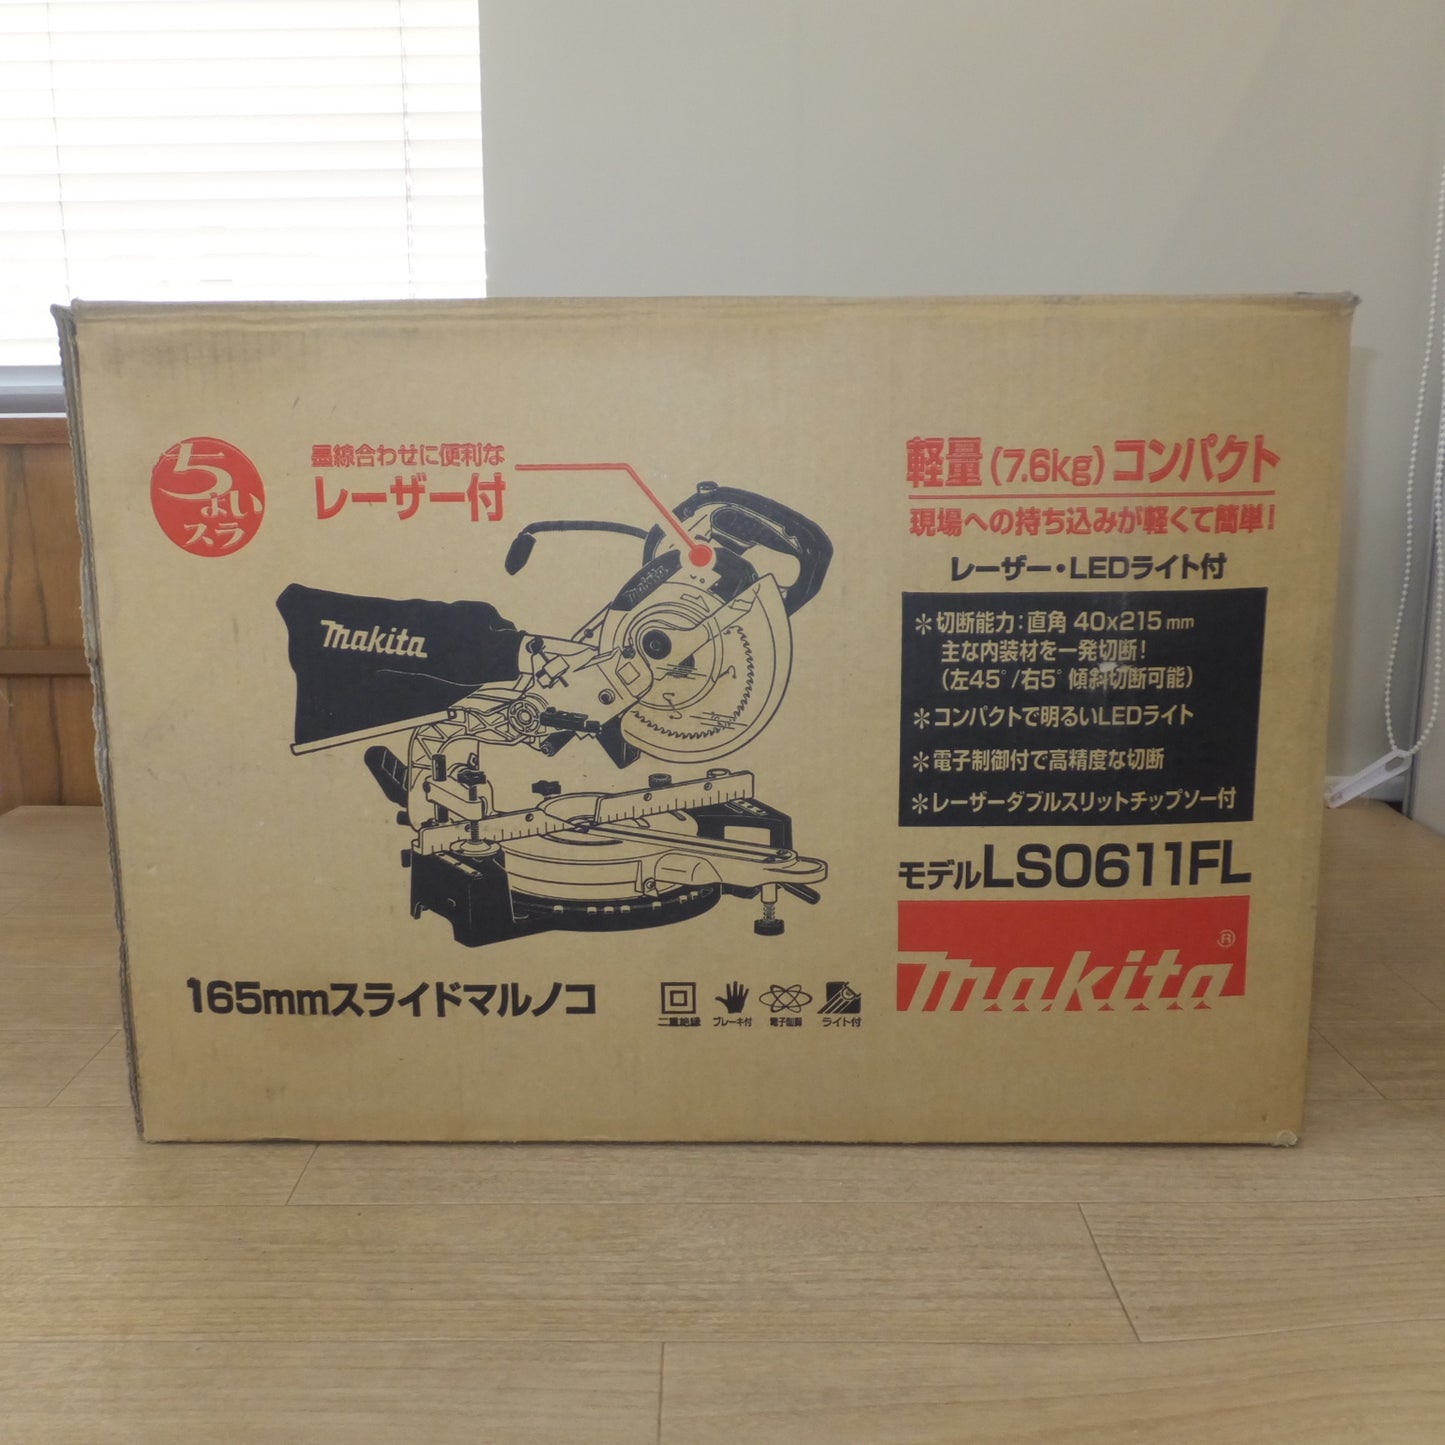 ちょい
スラ
墨線合わせに便利な
レーザー付
makita
makita
軽量(7.6kg)コンパクト
現場への持ち込みが軽くて簡単!
レーザー・LEDライト付
＊切断能力:直角 40×215mm
主な内装材を一発切断!
(左45°/右5° 傾斜切断可能)
＊コンパクトで明るいLEDライト
＊電子制御付で高精度な切断
＊レーザーダブルスリットチップソー付
モデルLS0611FL
makita®
165mmスライドマルノコ
二重絶縁 ブレーキ付 電子制御 ライト付